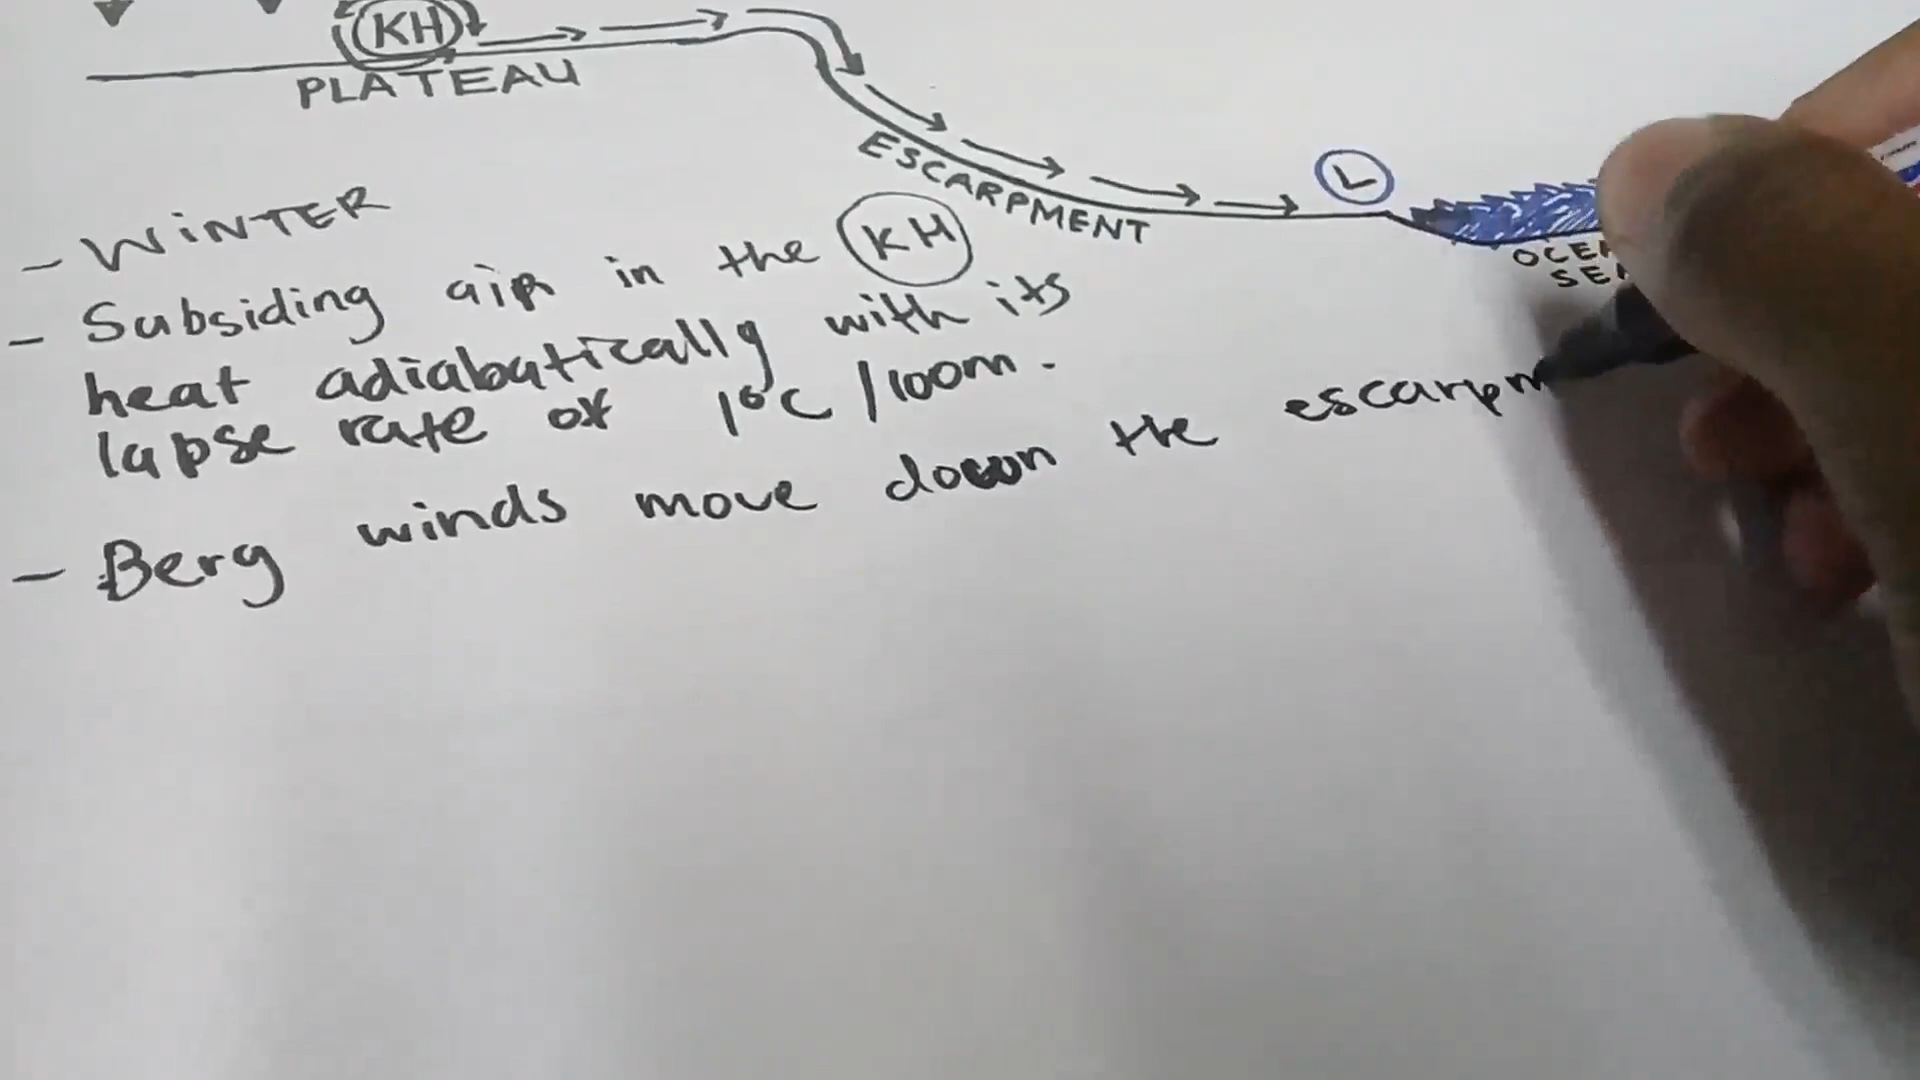 KH
PLATEAU
ESCARPMENT
L
- WINTER
- Subsiding air in the KH
heat adiabatically with its
lapse rate of 1°C/100m.
- Berg winds move down the escarpm